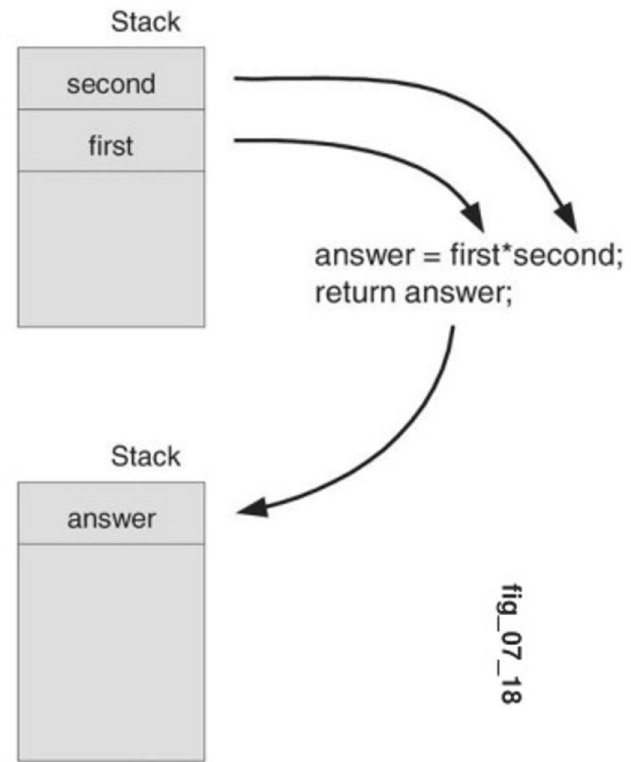 Stack
second
first
answer = first*second;
return answer;
Stack
answer
fig_07_18